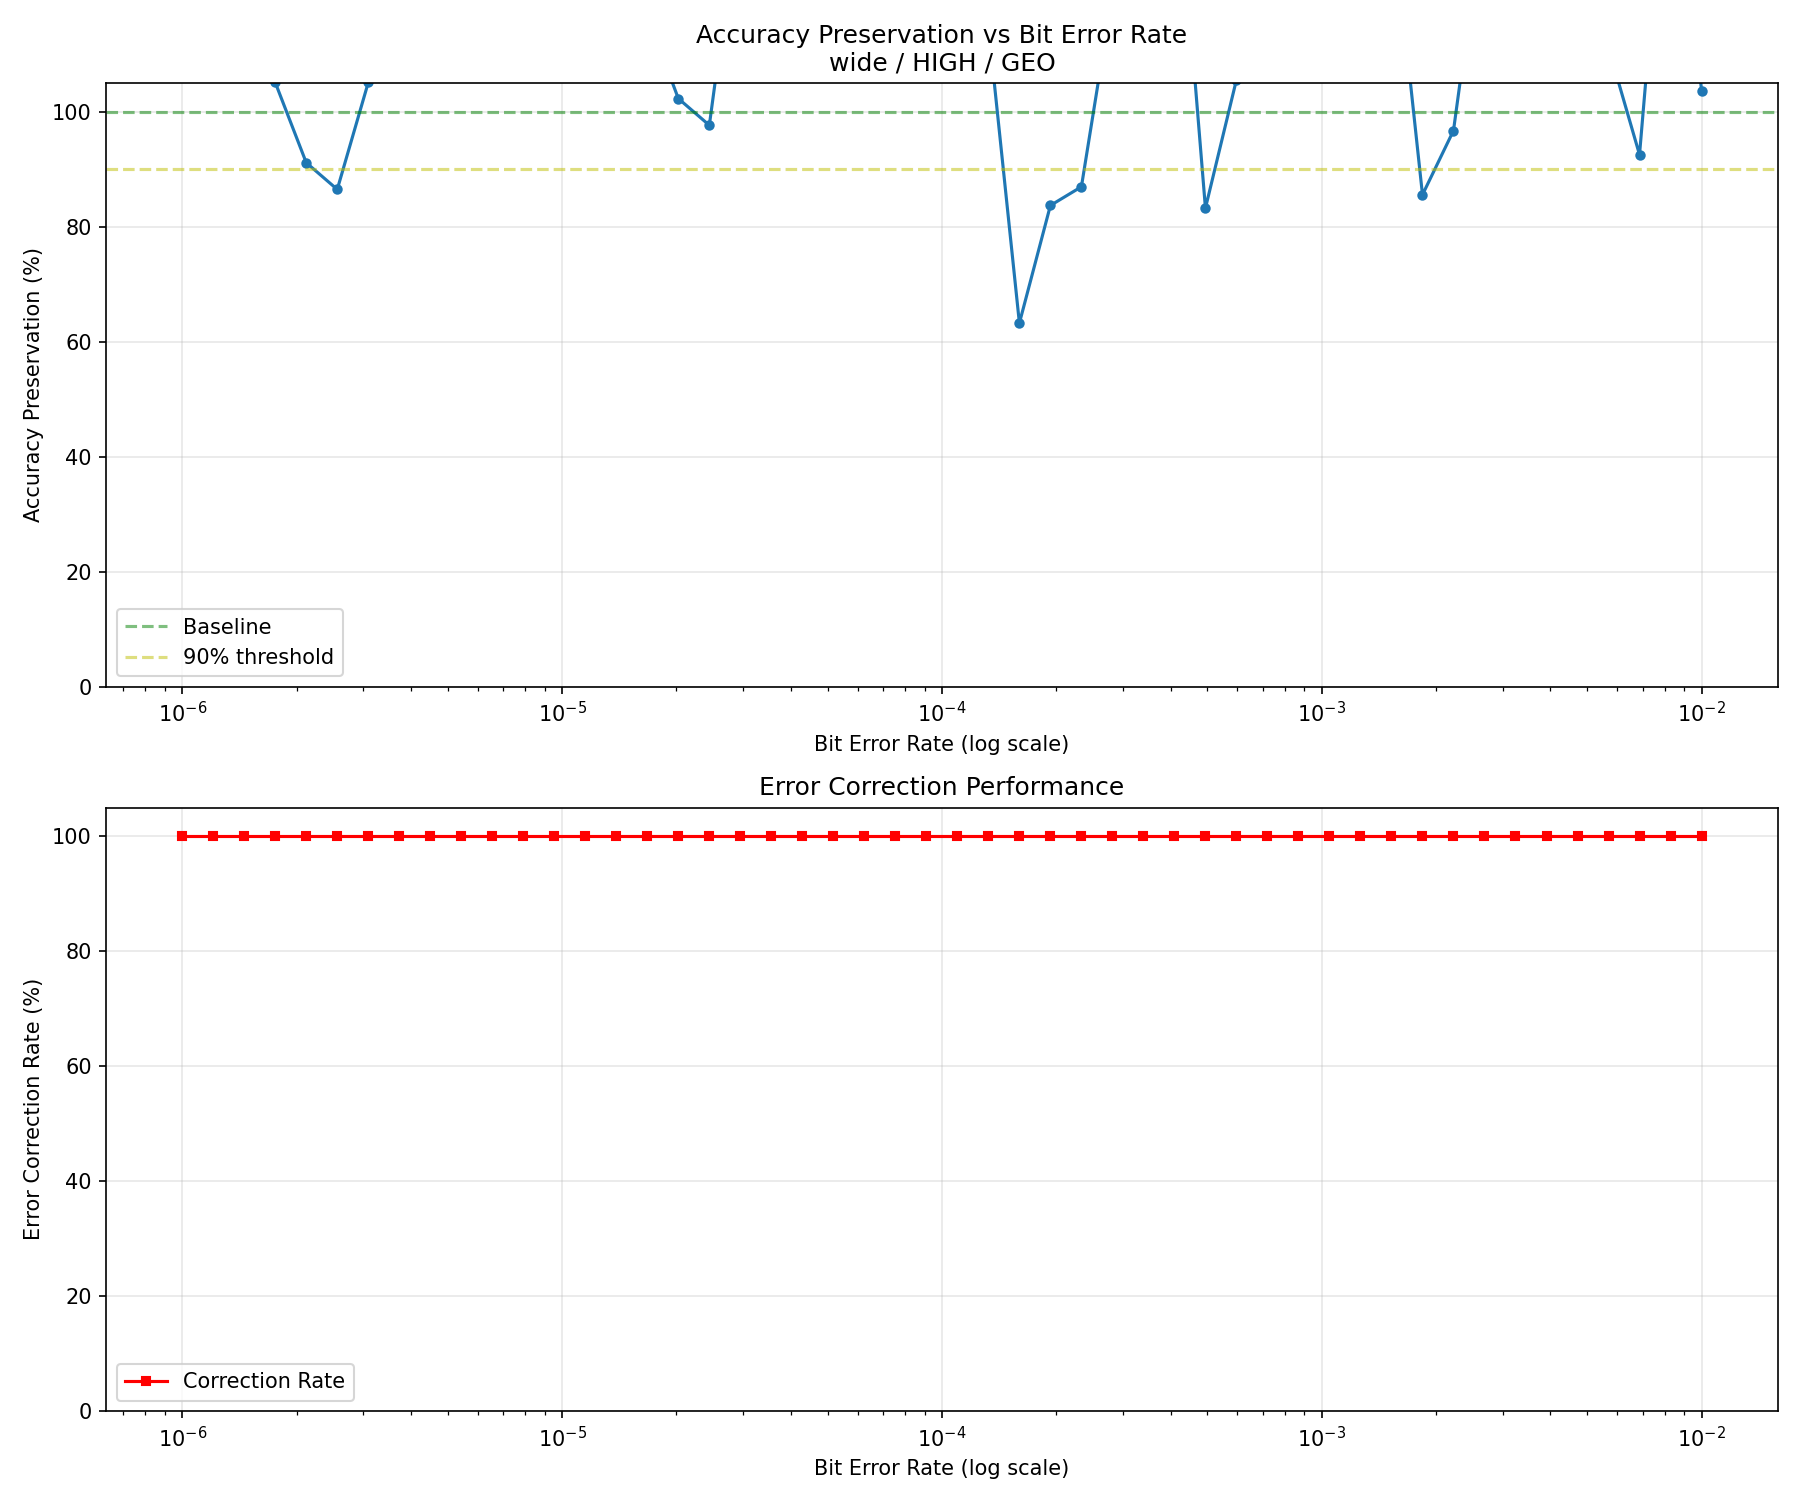 Accuracy Preservation vs Bit Error Rate
wide / HIGH / GEO
Accuracy Preservation (%)
100
80
60
40
20
0
Baseline
90% threshold
10⁻⁶
10⁻⁵
10⁻⁴
10⁻³
10⁻²
Bit Error Rate (log scale)
Error Correction Performance
Error Correction Rate (%)
100
80
60
40
20
0
Correction Rate
10⁻⁶
10⁻⁵
10⁻⁴
10⁻³
10⁻²
Bit Error Rate (log scale)